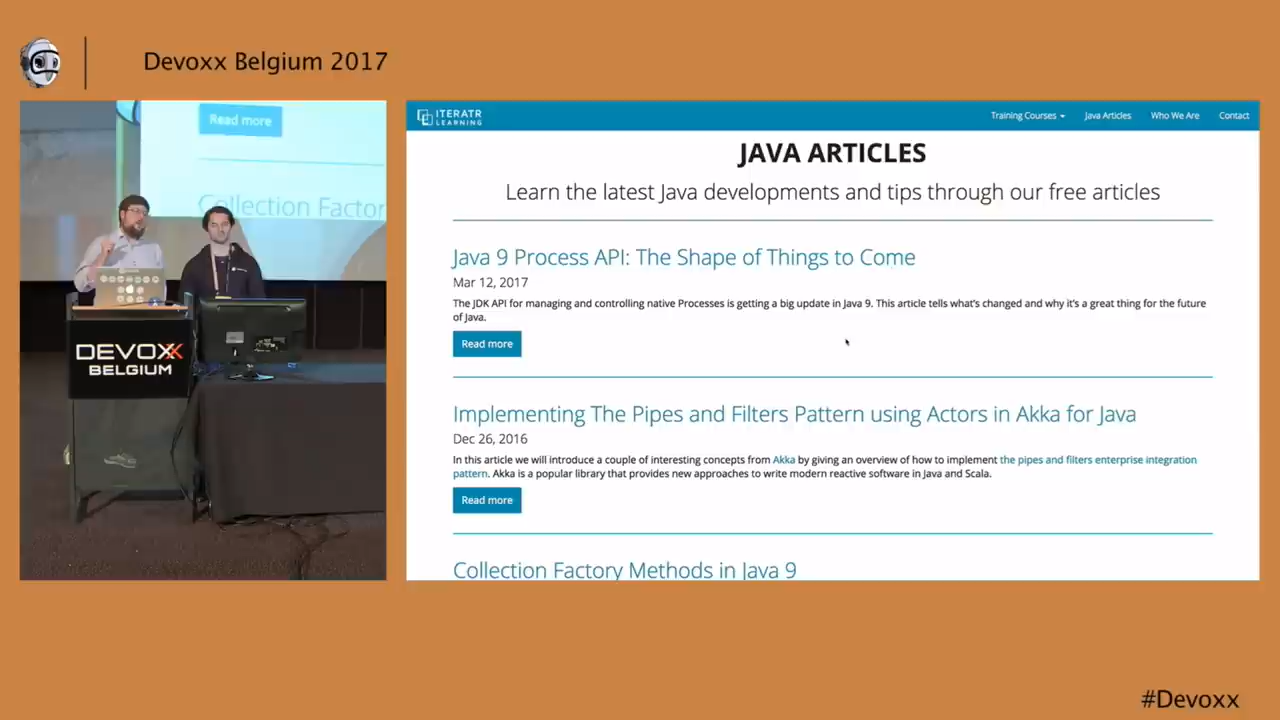 Devoxx Belgium 2017
Read more
Collection Factor
DEVOXX
BELGIUM
ITERATR
LEARNING
Training Courses
Java Articles
Who We Are
Contact
JAVA ARTICLES
Learn the latest Java developments and tips through our free articles
Java 9 Process API: The Shape of Things to Come
Mar 12, 2017
The JDK API for managing and controlling native Processes is getting a big update in Java 9. This article tells what's changed and why it's a great thing for the future
of Java.
Read more
Implementing The Pipes and Filters Pattern using Actors in Akka for Java
Dec 26, 2016
In this article we will introduce a couple of interesting concepts from Akka by giving an overview of how to implement the pipes and filters enterprise integration
pattern. Akka is a popular library that provides new approaches to write modern reactive software in Java and Scala.
Read more
Collection Factory Methods in Java 9
#Devoxx